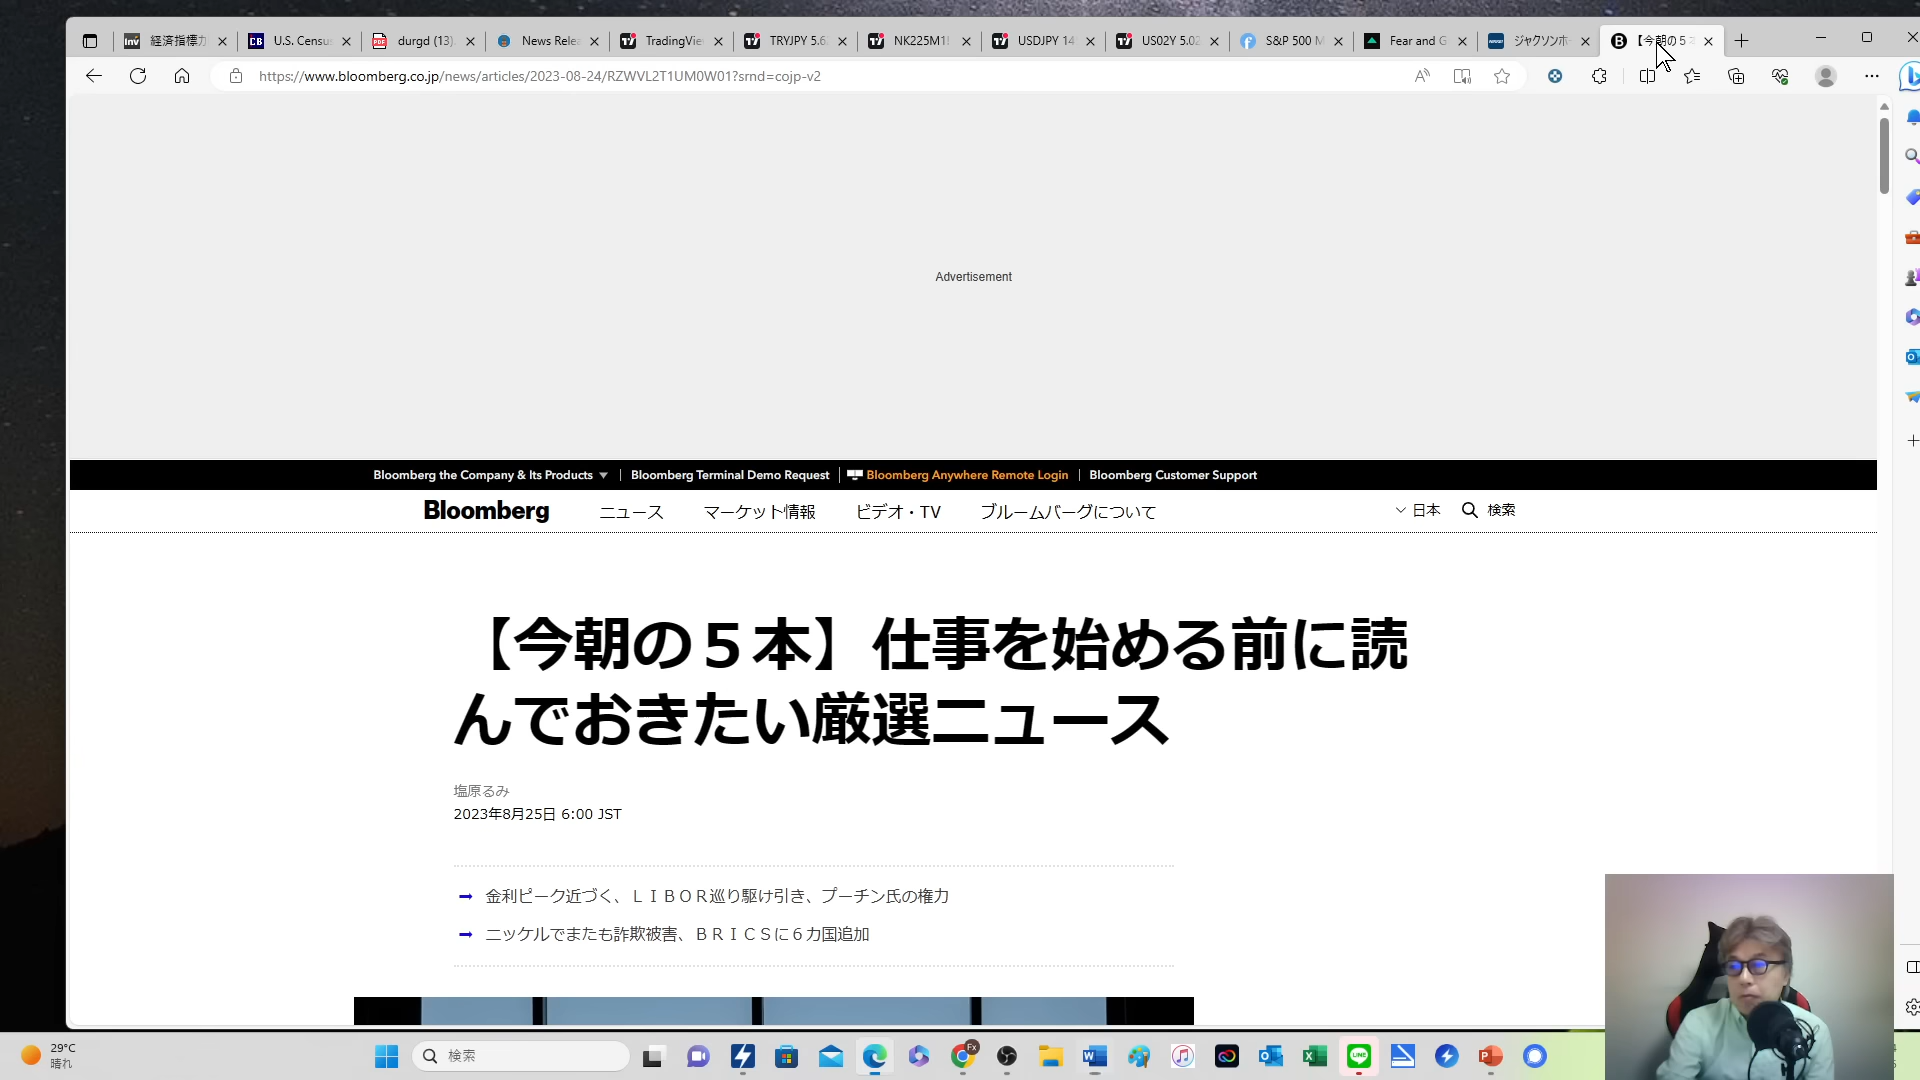 経済指標カ
U.S. Censu
durgd (13)
News Relea
TradingVie
TRYJPY 5.6
NK225M1
USDJPY 14
US02Y 5.02
S&P 500 M
Fear and G
ジャクソンホー
【今朝の5
https://www.bloomberg.co.jp/news/articles/2023-08-24/RZWVL2T1UM0W01?srnd=cojp-v2
Advertisement
Bloomberg the Company & Its Products
Bloomberg Terminal Demo Request
Bloomberg Anywhere Remote Login
Bloomberg Customer Support
Bloomberg ニュース マーケット情報 ビデオ・TV ブルームバーグについて 日本 検索
【今朝の５本】仕事を始める前に読
んでおきたい厳選ニュース
塩原るみ
2023年8月25日 6:00 JST
➞ 金利ピーク近づく、ＬＩＢＯＲ巡り駆け引き、プーチン氏の権力
➞ ニッケルでまたも詐欺被害、ＢＲＩＣＳに６カ国追加
29°C
晴れ
検索